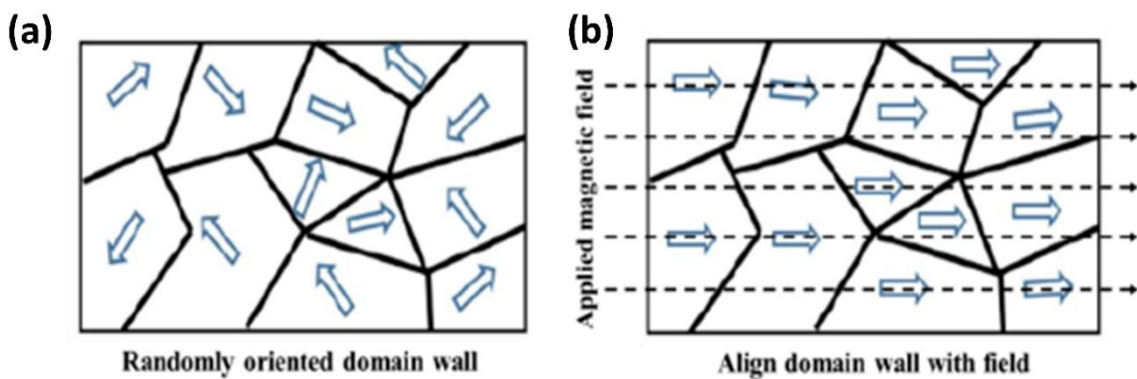 (a)
Randomly oriented domain wall
(b)
Applied magnetic field
Align domain wall with field